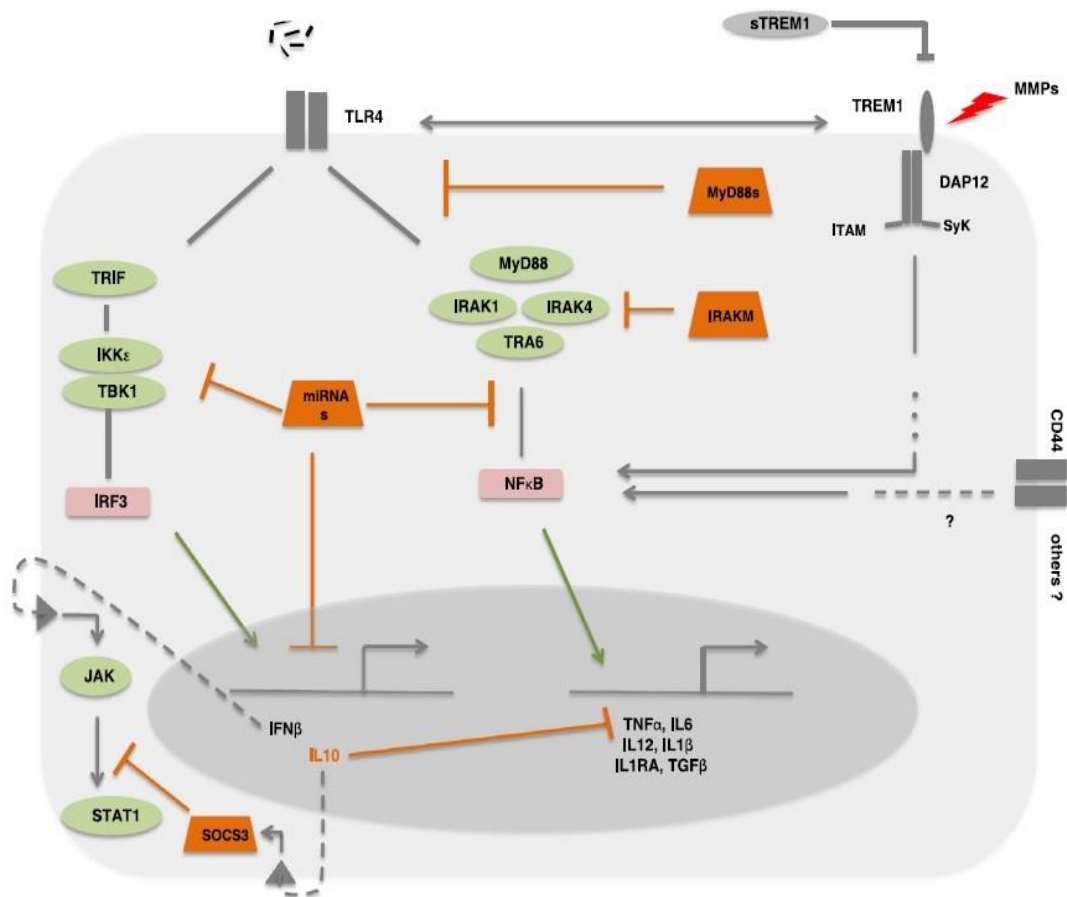 sTREM1
MMPs
TREM1
TLR4
DAP12
MyD88s
ITAM
SyK
MyD88
TRIF
IRAK1
IRAK4
IRAKM
TRA6
IKKε
TBK1
miRNA
s
CD44
NFκB
IRF3
?
others ?
JAK
IFNβ
TNFα, IL6
IL12, IL1β
IL1RA, TGFβ
IL10
STAT1
SOCS3